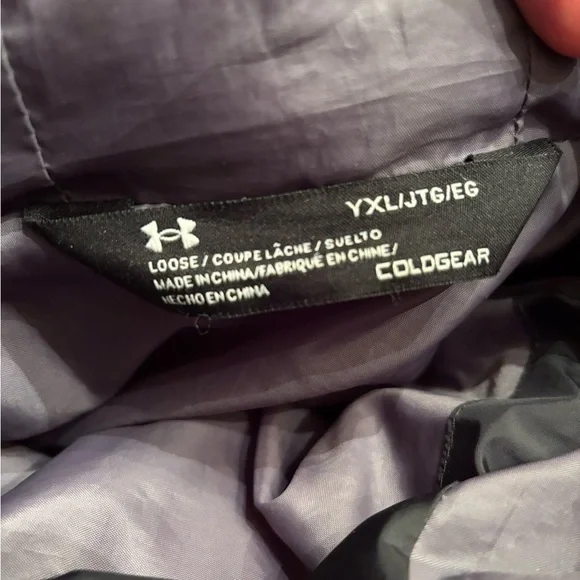 YXL/JTG/EG
LOOSE / COUPE LÂCHE / SUELTO
MADE IN CHINA/FABRIQUÉ EN CHINE/
HECHO EN CHINA
COLDGEAR